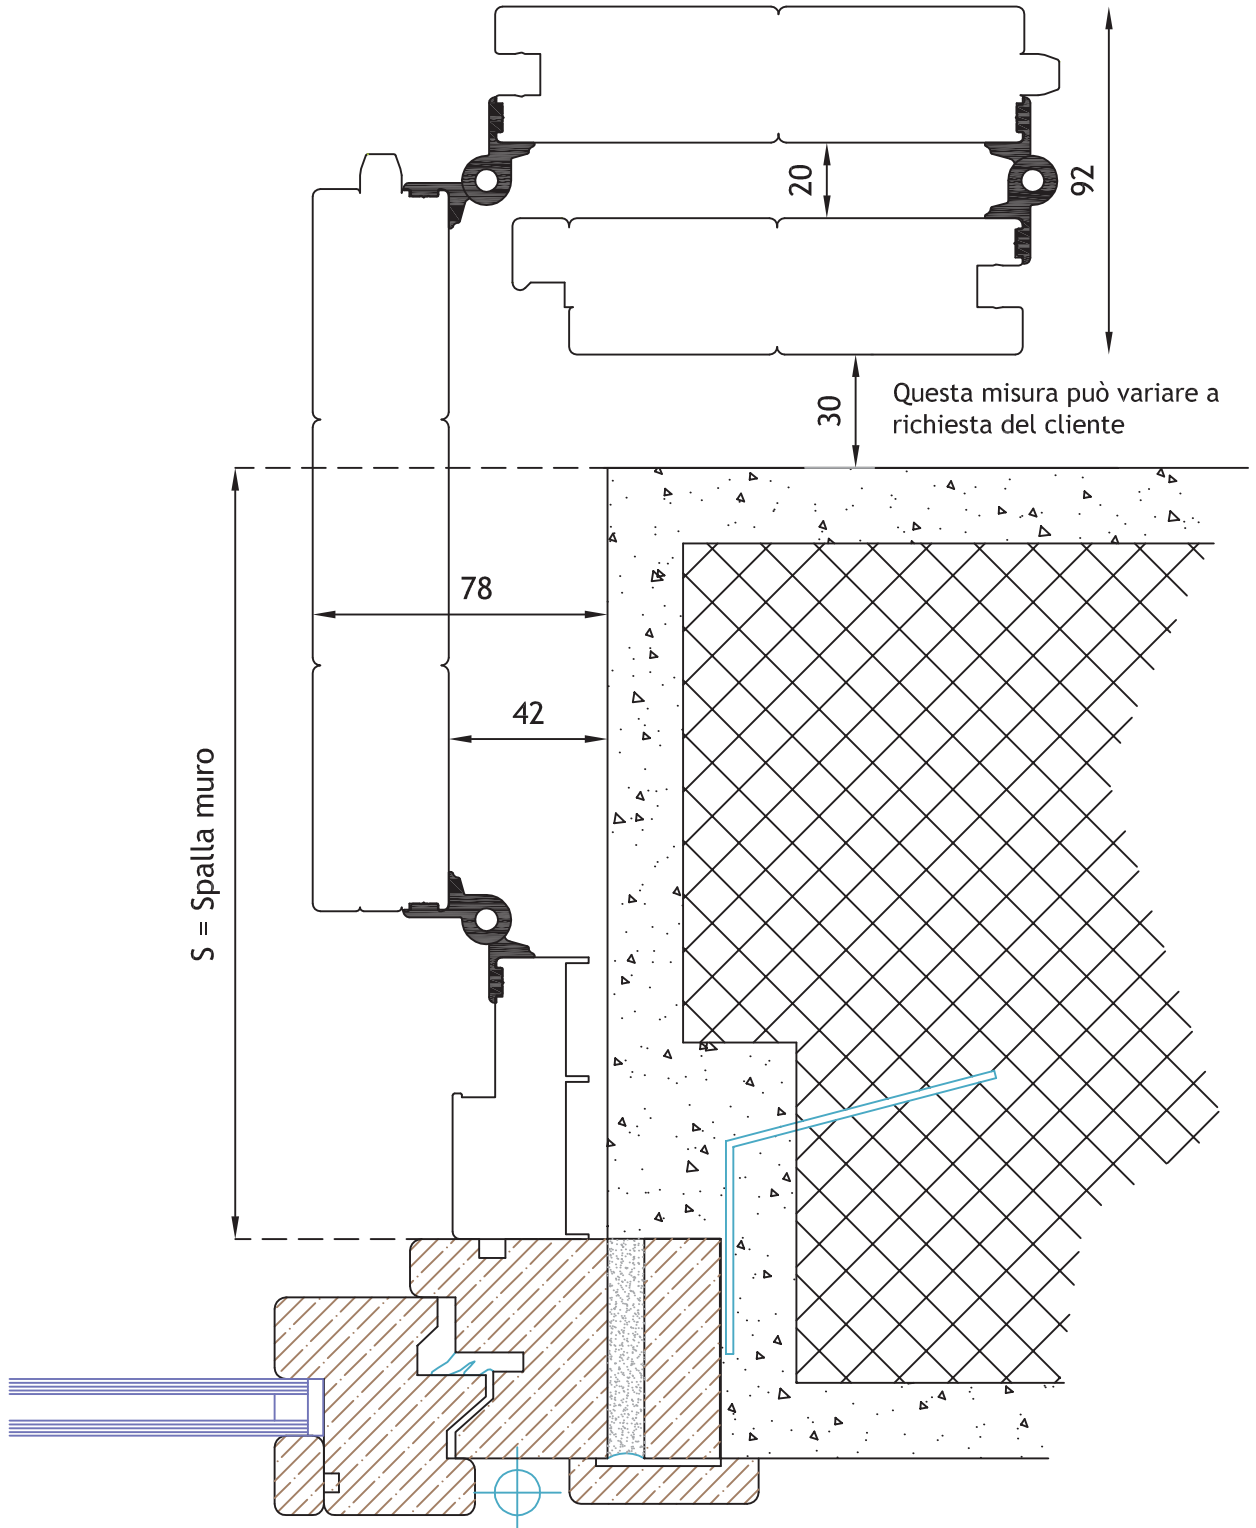 20
92
30
Questa misura può variare a
richiesta del cliente
78
42
S = Spalla muro